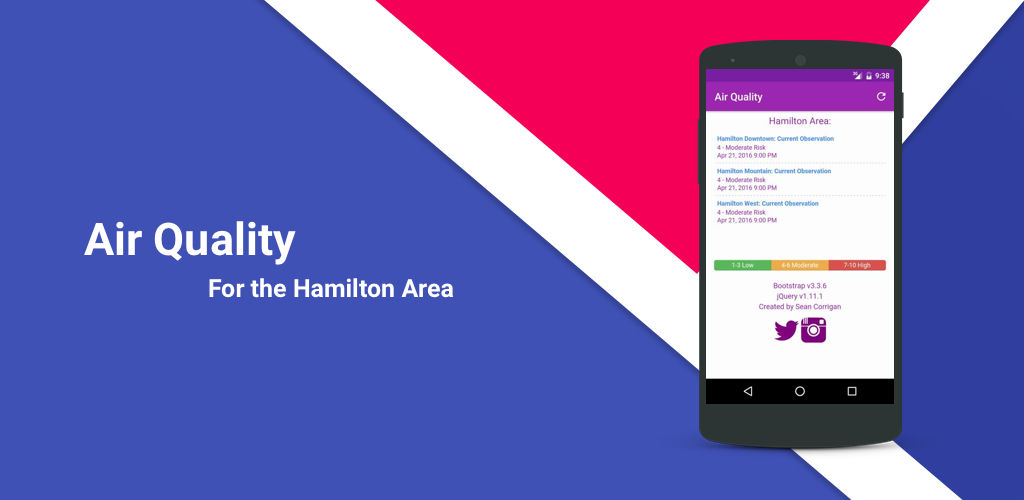 Air Quality
For the Hamilton Area
9:38
Air Quality
Hamilton Area:
Hamilton Downtown: Current Observation
4 - Moderate Risk
Apr 21, 2016 9:00 PM
Hamilton Mountain: Current Observation
4 - Moderate Risk
Apr 21, 2016 9:00 PM
Hamilton West: Current Observation
4 - Moderate Risk
Apr 21, 2016 9:00 PM
1-3 Low 4-6 Moderate 7-10 High
Bootstrap v3.3.6
jQuery v1.11.1
Created by Sean Corrigan